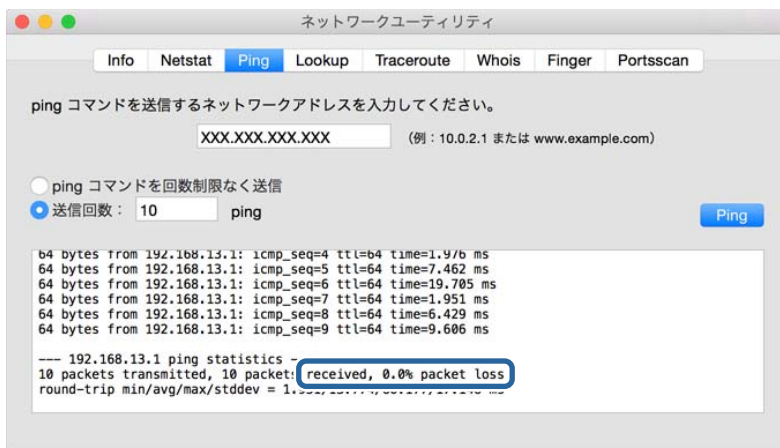 ネットワークユーティリティ
Info Netstat Ping Lookup Traceroute Whois Finger Portsscan
ping コマンドを送信するネットワークアドレスを入力してください。
XXX.XXX.XXX.XXX （例：10.0.2.1 または www.example.com）
ping コマンドを回数制限なく送信
送信回数： 10 ping
Ping
64 bytes from 192.168.13.1: icmp_seq=4 ttl=64 time=1.976 ms
64 bytes from 192.168.13.1: icmp_seq=5 ttl=64 time=7.462 ms
64 bytes from 192.168.13.1: icmp_seq=6 ttl=64 time=19.705 ms
64 bytes from 192.168.13.1: icmp_seq=7 ttl=64 time=1.951 ms
64 bytes from 192.168.13.1: icmp_seq=8 ttl=64 time=6.429 ms
64 bytes from 192.168.13.1: icmp_seq=9 ttl=64 time=9.606 ms
--- 192.168.13.1 ping statistics -
10 packets transmitted, 10 packet received, 0.0% packet loss
round-trip min/avg/max/stddev = ms